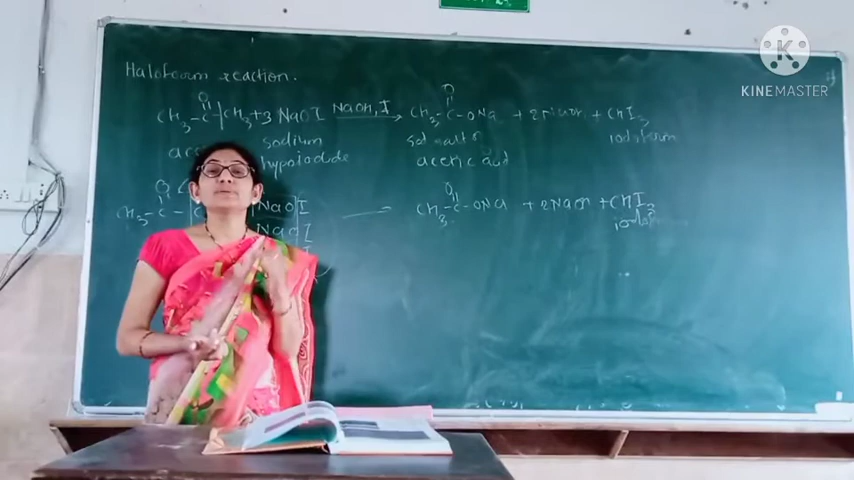 Haloform reaction.
O O
CH3-C-CH3+3 NaOI NaOH, I CH3-C-ONa + 2NaOH + CHI3
sodium Sod. salt of iodoform
hypoiodide acetic acid
O O
CH3-C- NaOI CH3-C-ONa + 2NaOH + CHI3
NaOI
KINEMASTER